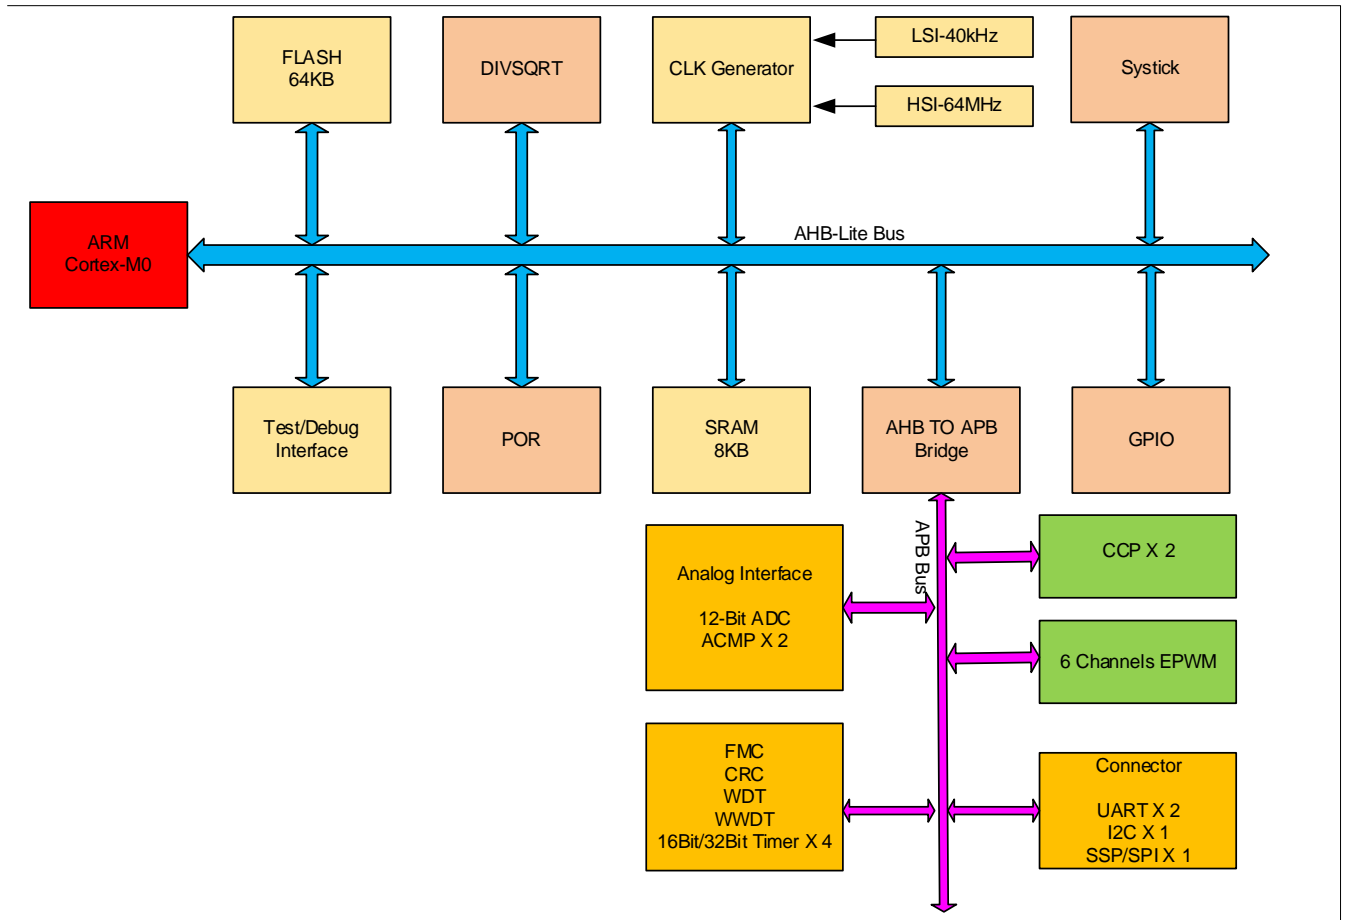 FLASH
64KB
DIVSQRT
CLK Generator
LSI-40kHz
HSI-64MHz
Systick
ARM
Cortex-M0
AHB-Lite Bus
Test/Debug
Interface
POR
SRAM
8KB
AHB TO APB
Bridge
GPIO
APB Bus
Analog Interface
12-Bit ADC
ACMP X 2
CCP X 2
6 Channels EPWM
FMC
CRC
WDT
WWDT
16Bit/32Bit Timer X 4
Connector
UART X 2
I2C X 1
SSP/SPI X 1